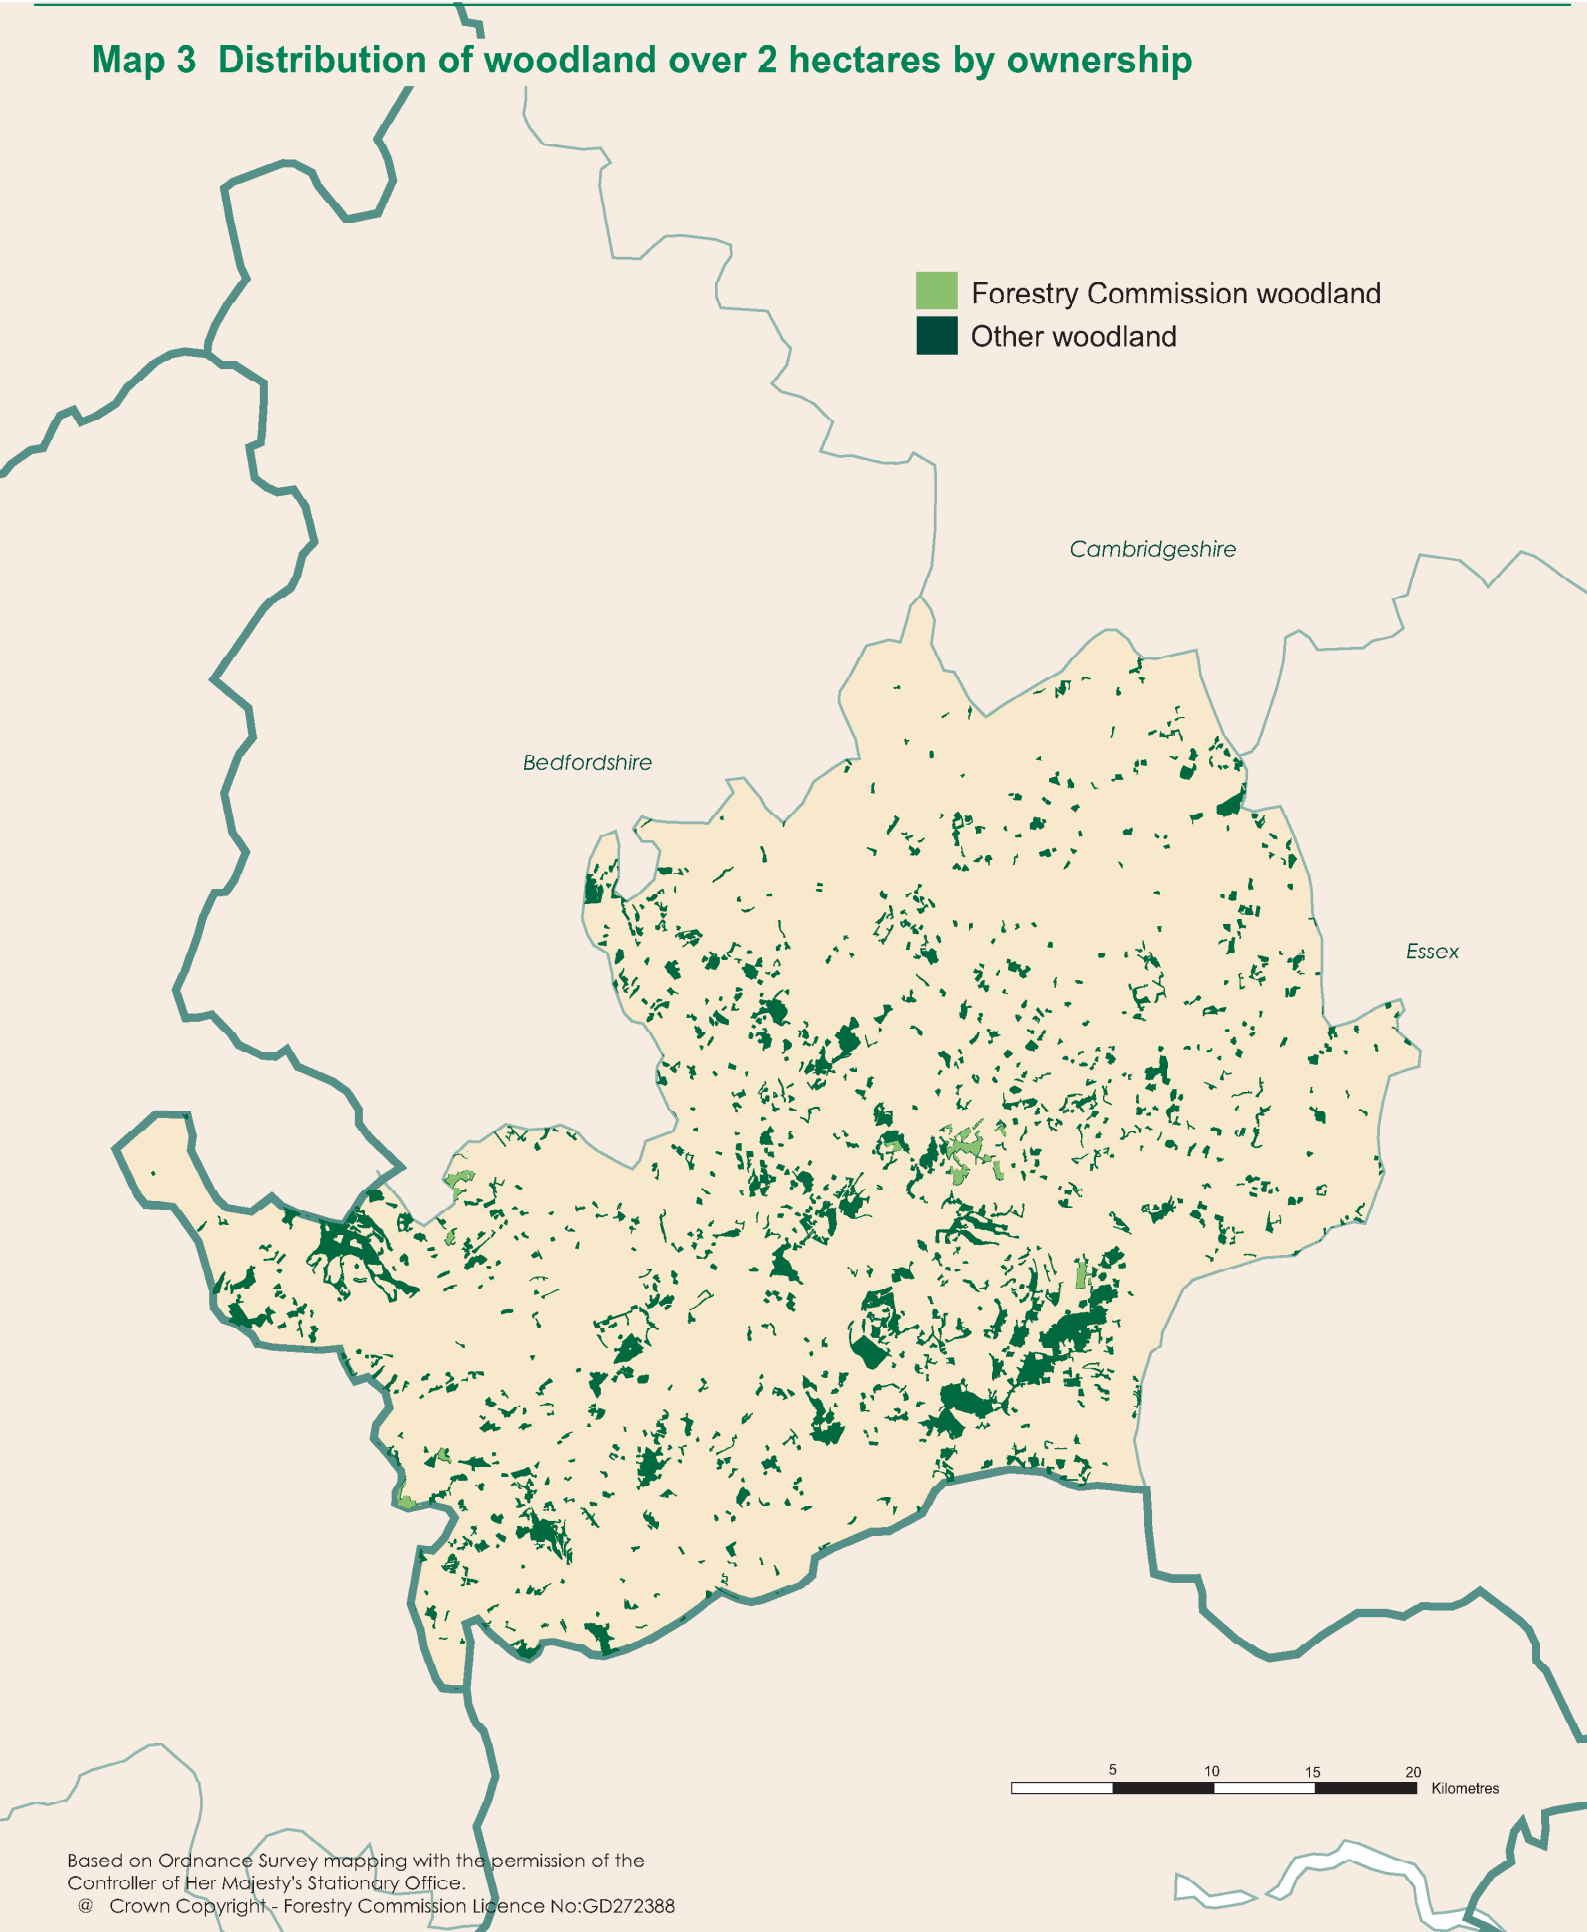 Map 3 Distribution of woodland over 2 hectares by ownership
Forestry Commission woodland
Other woodland
Cambridgeshire
Bedfordshire
Essex
5 10 15 20
Kilometres
Based on Ordnance Survey mapping with the permission of the
Controller of Her Majesty's Stationary Office.
@ Crown Copyright - Forestry Commission Licence No:GD272388